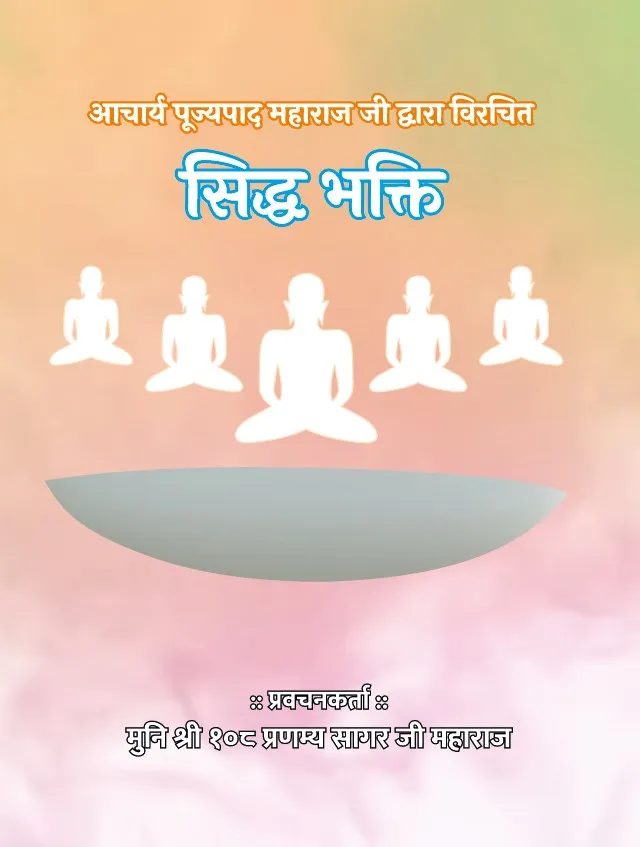 आचार्य पूज्यपाद महाराज जी द्वारा विरचित
सिद्ध भक्ति
:: प्रवचनकर्ता ::
मुनि श्री १०८ प्रणम्य सागर जी महाराज